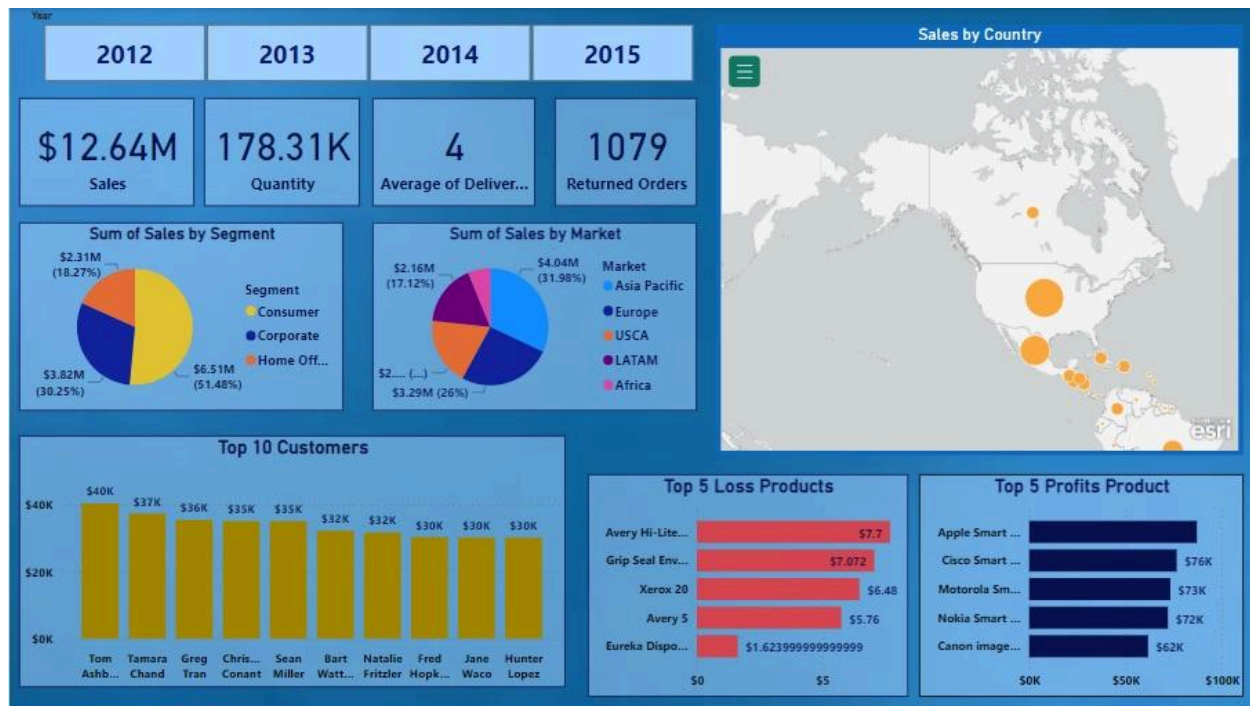 Year
2012
2013
2014
2015
$12.64M
Sales
178.31K
Quantity
4
Average of Deliver...
1079
Returned Orders
Sales by Country
esri
Sum of Sales by Segment
$2.31M
(18.27%)
$3.82M
(30.25%)
$6.51M
(51.48%)
Segment
Consumer
Corporate
Home Off...
Sum of Sales by Market
$2.16M
(17.12%)
$4.04M
(31.98%)
$2.... (...)
$3.29M (26%)
Market
Asia Pacific
Europe
USCA
LATAM
Africa
Top 10 Customers
$40K
$20K
$0K
$40K
$37K
$36K
$35K
$35K
$32K
$32K
$30K
$30K
$30K
Tom Ashb...
Tamara Chand
Greg Tran
Chris... Conant
Sean Miller
Bart Watt...
Natalie Fritzler
Fred Hopk...
Jane Waco
Hunter Lopez
Top 5 Loss Products
Avery Hi-Lite... $7.7
Grip Seal Env... $7.072
Xerox 20 $6.48
Avery 5 $5.76
Eureka Dispo... $1.623999999999999
$0 $5
Top 5 Profits Product
Apple Smart ...
Cisco Smart ... $76K
Motorola Sm... $73K
Nokia Smart ... $72K
Canon image... $62K
$0K $50K $100K